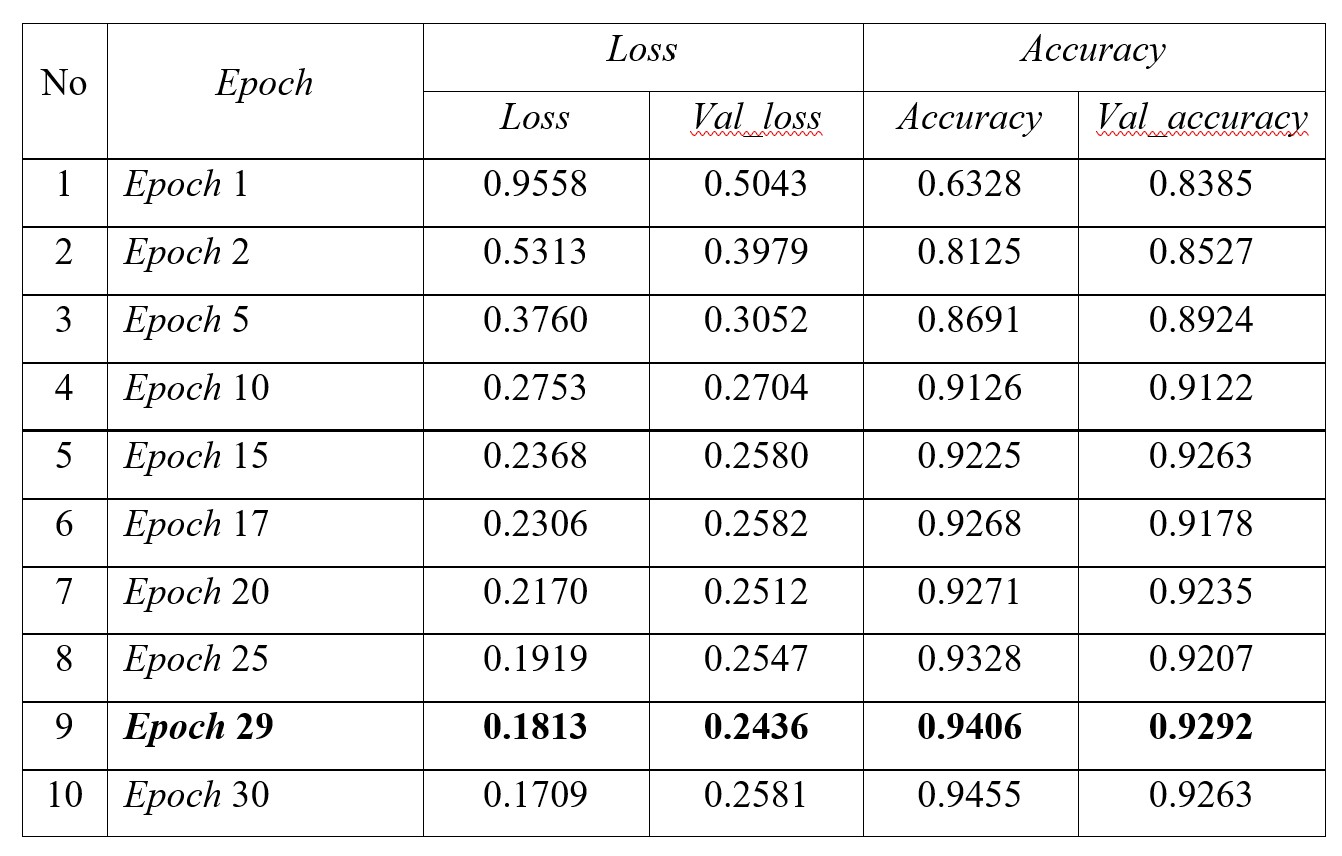 No Epoch Loss Accuracy
Loss Val_loss Accuracy Val_accuracy
1 Epoch 1 0.9558 0.5043 0.6328 0.8385
2 Epoch 2 0.5313 0.3979 0.8125 0.8527
3 Epoch 5 0.3760 0.3052 0.8691 0.8924
4 Epoch 10 0.2753 0.2704 0.9126 0.9122
5 Epoch 15 0.2368 0.2580 0.9225 0.9263
6 Epoch 17 0.2306 0.2582 0.9268 0.9178
7 Epoch 20 0.2170 0.2512 0.9271 0.9235
8 Epoch 25 0.1919 0.2547 0.9328 0.9207
9 Epoch 29 0.1813 0.2436 0.9406 0.9292
10 Epoch 30 0.1709 0.2581 0.9455 0.9263